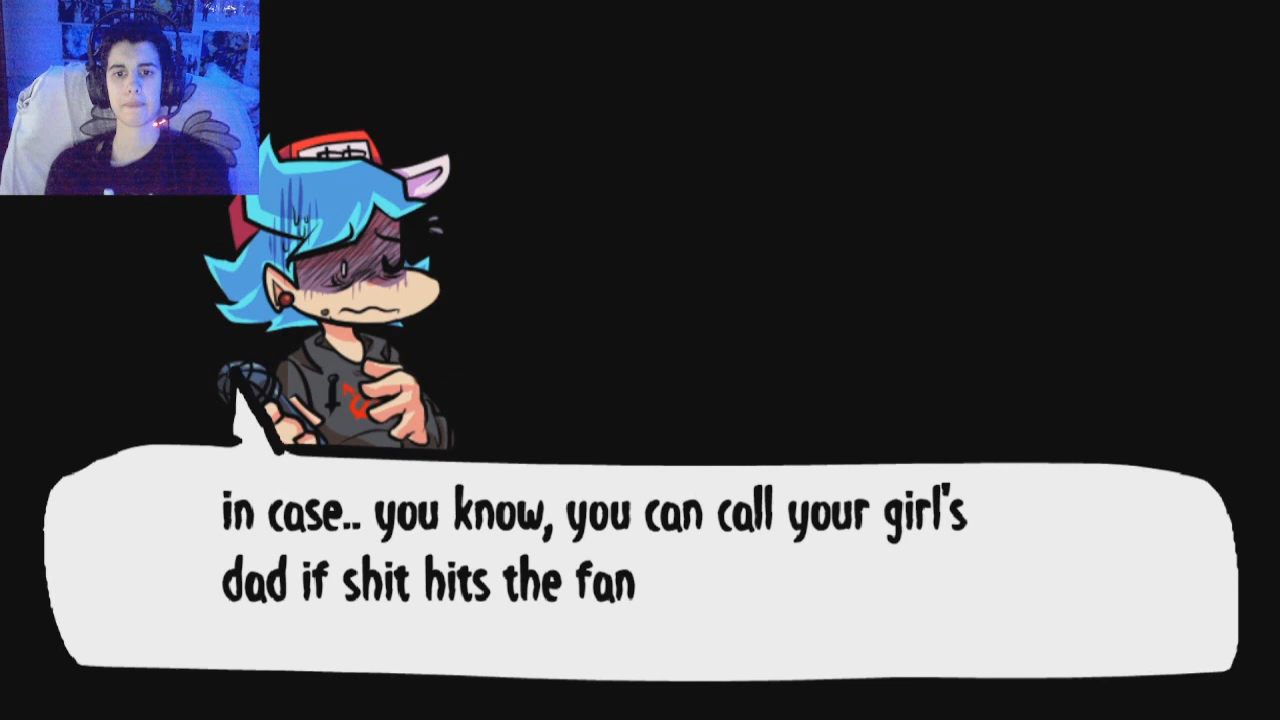 in case.. you know, you can call your girl's
dad if shit hits the fan